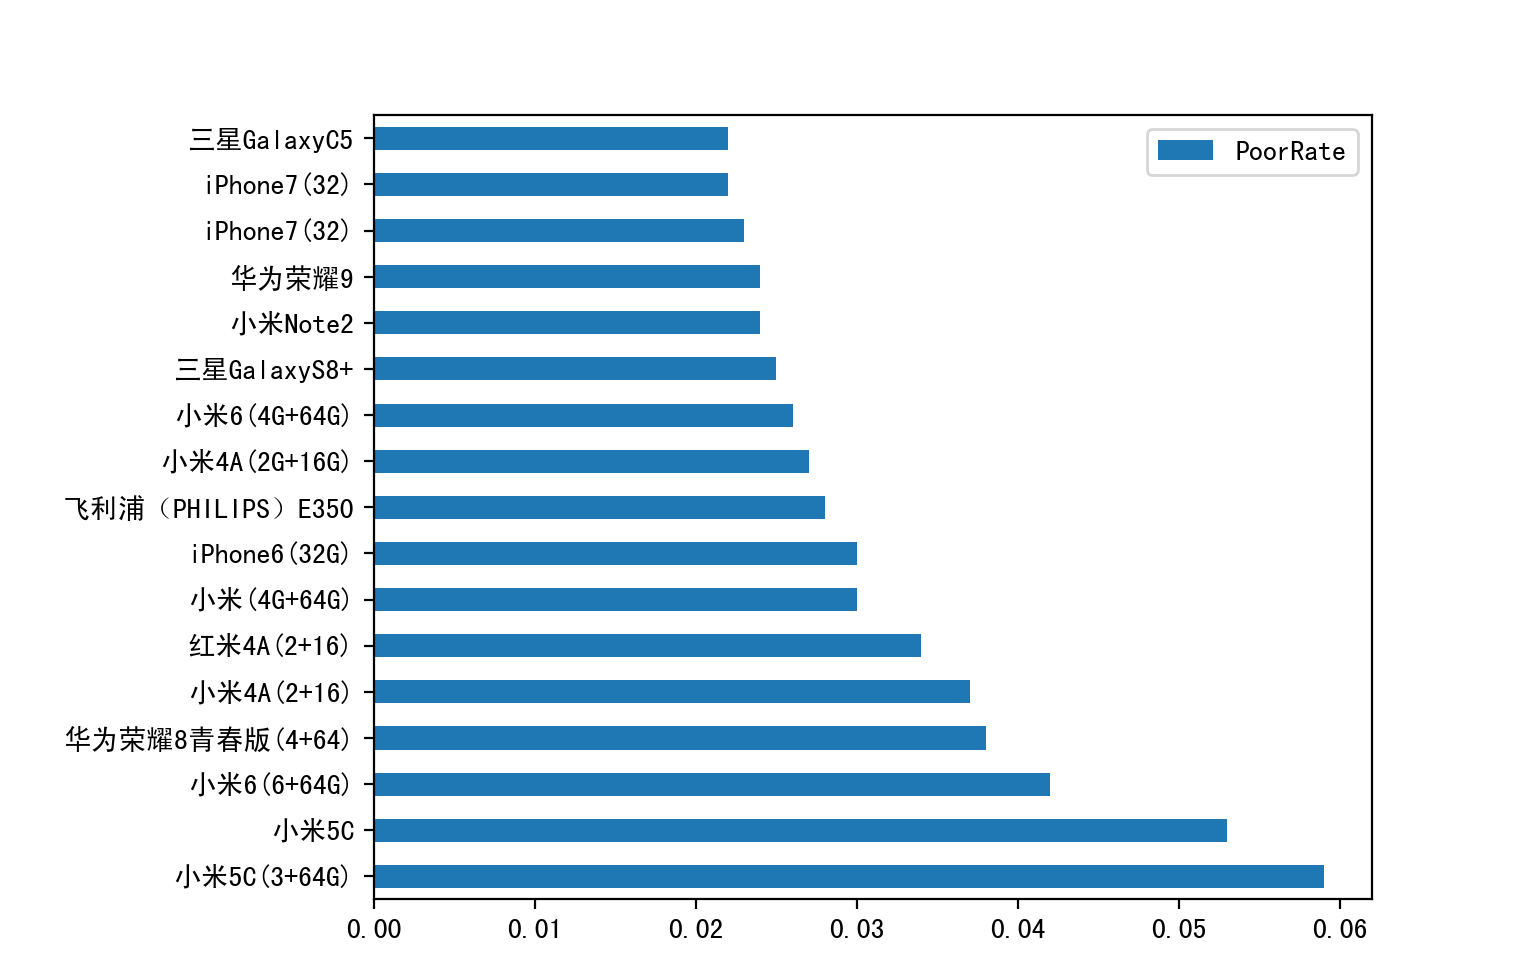 PoorRate
三星GalaxyC5
iPhone7(32)
iPhone7(32)
华为荣耀9
小米Note2
三星GalaxyS8+
小米6(4G+64G)
小米4A(2G+16G)
飞利浦（PHILIPS）E350
iPhone6(32G)
小米(4G+64G)
红米4A(2+16)
小米4A(2+16)
华为荣耀8青春版(4+64)
小米6(6+64G)
小米5C
小米5C(3+64G)
0.00 0.01 0.02 0.03 0.04 0.05 0.06